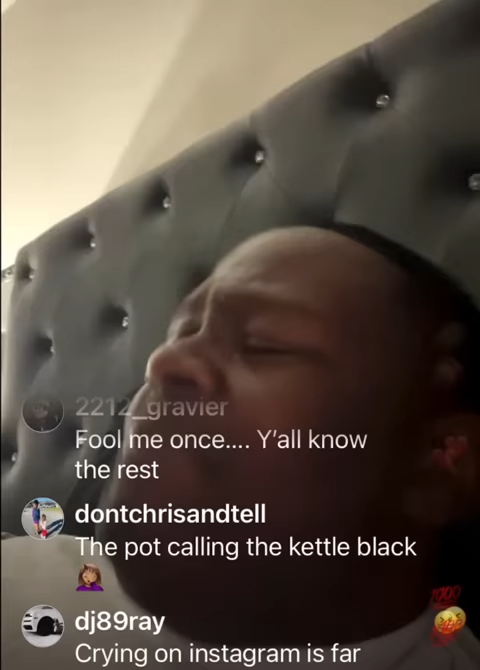 2212_gravier
Fool me once.... Y'all know
the rest
dontchrisandtell
The pot calling the kettle black
🤦🏾‍♀️
dj89ray
Crying on instagram is far